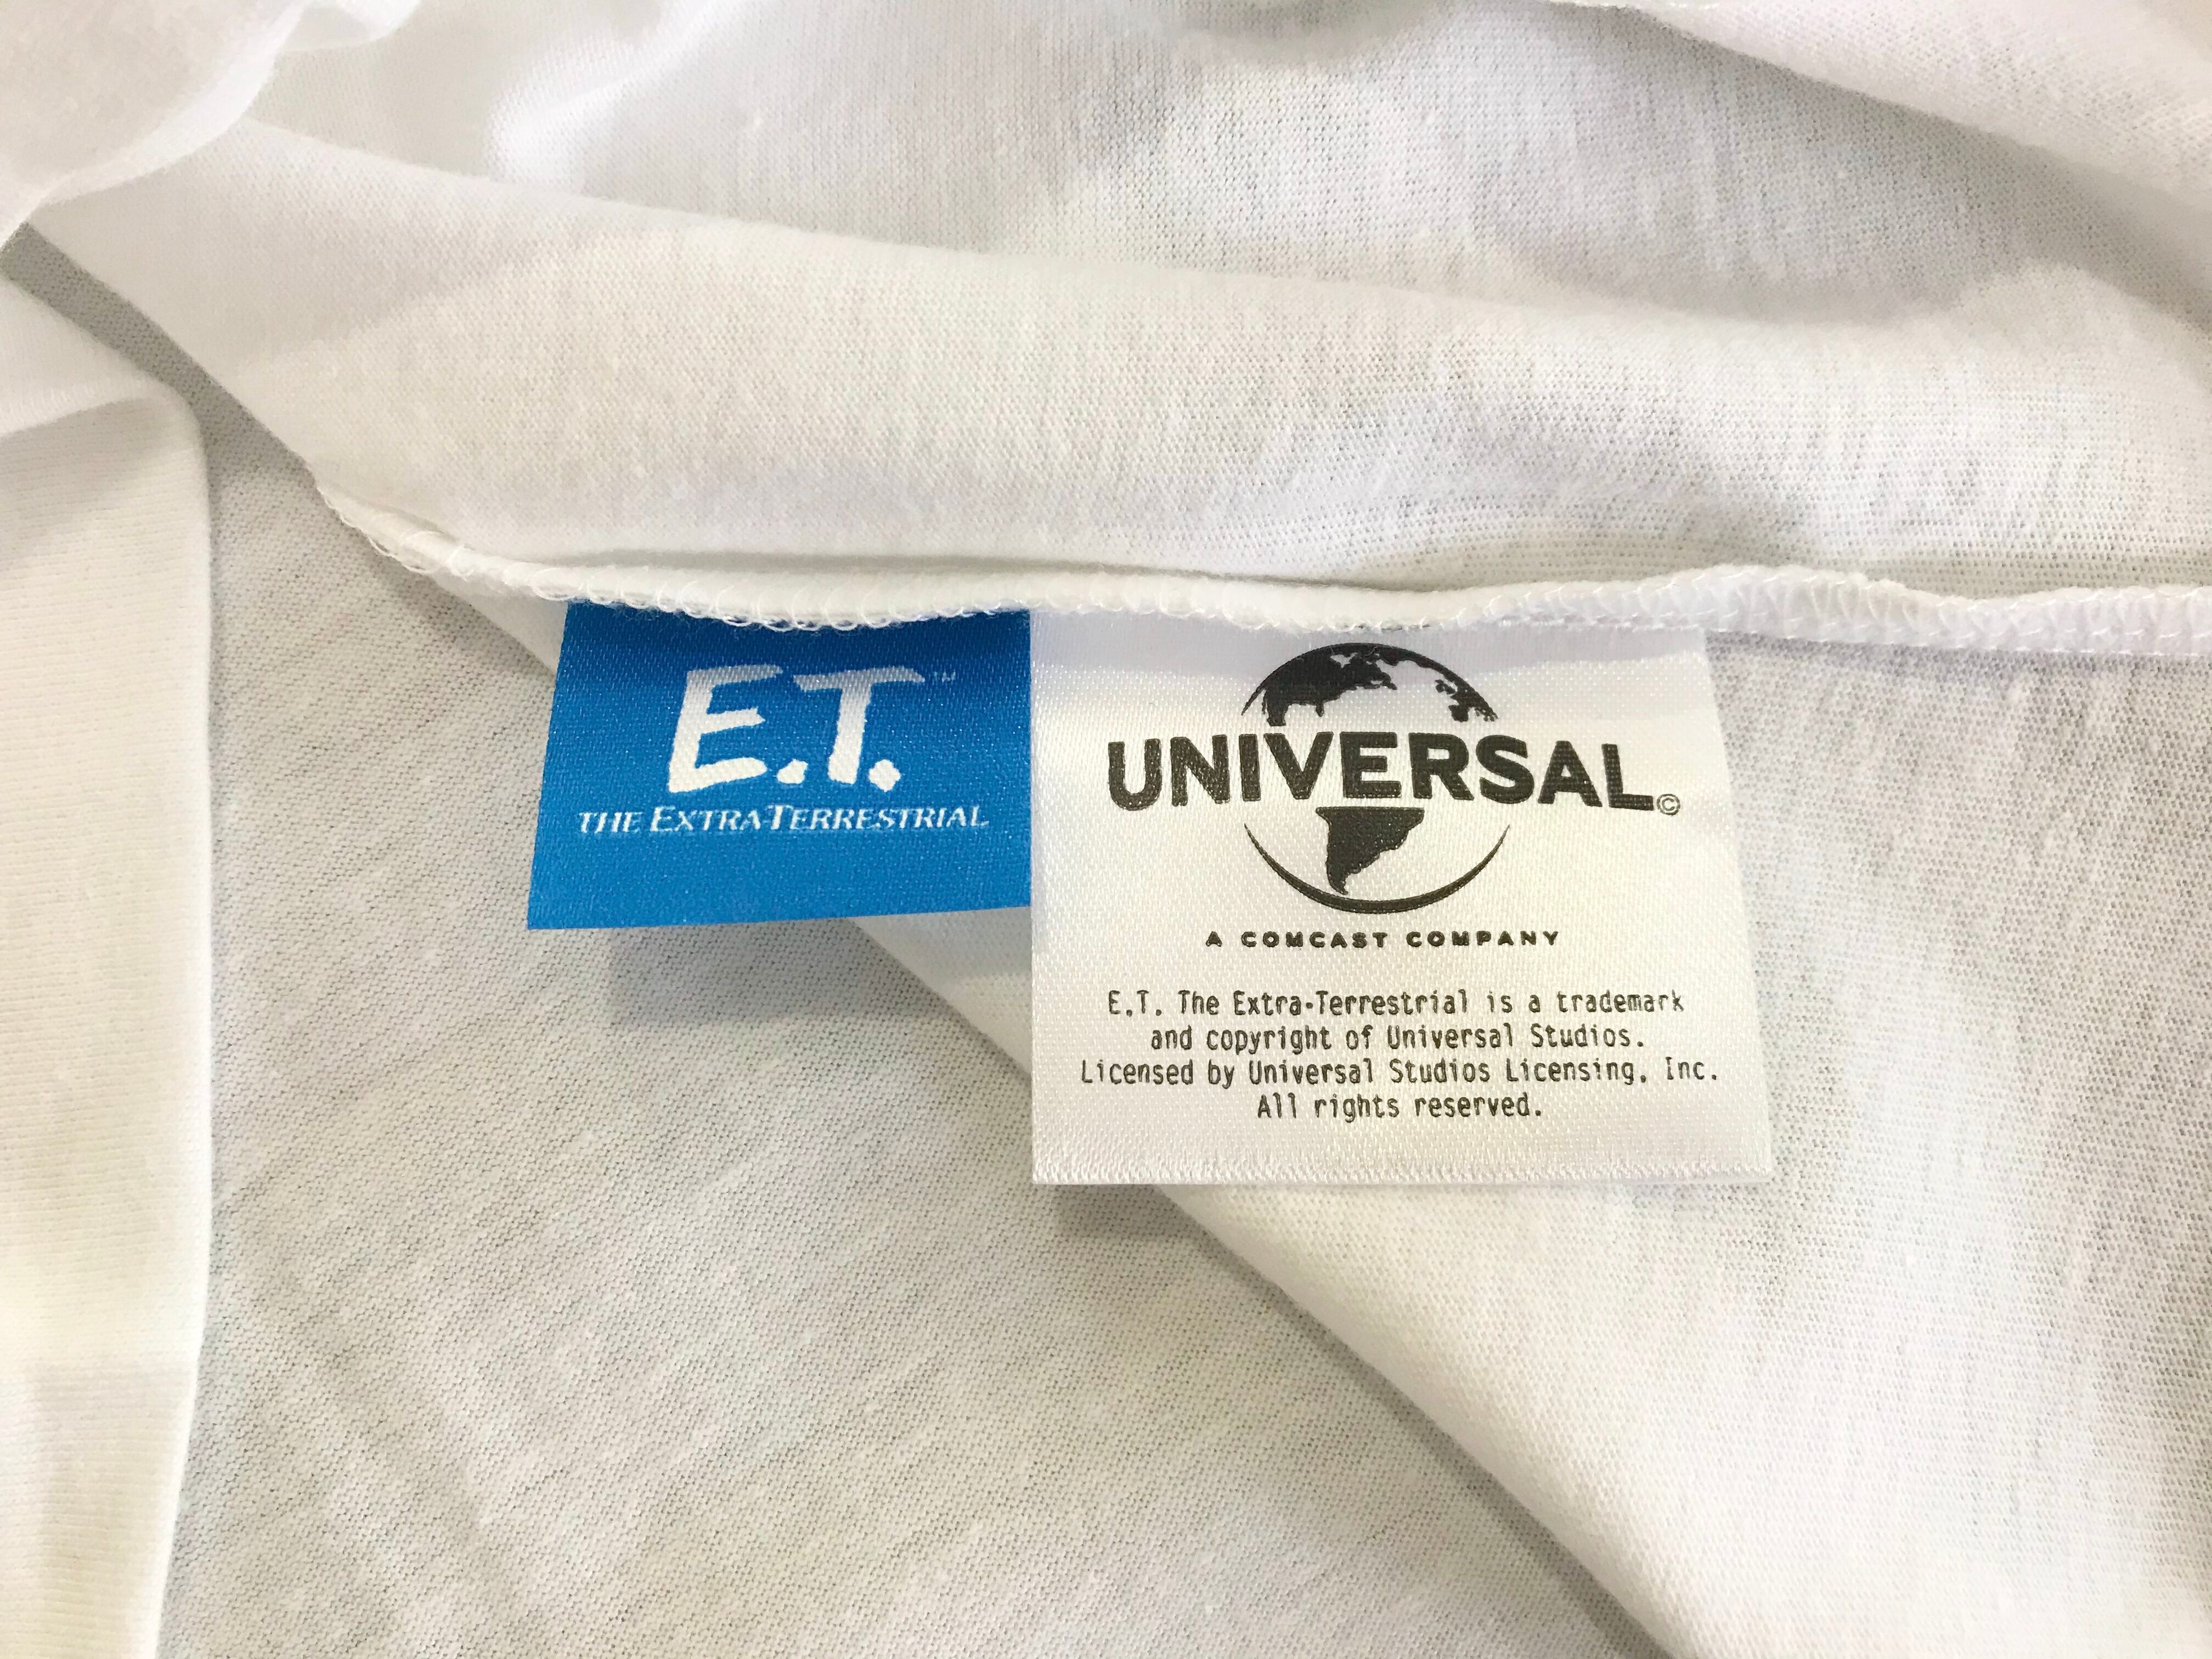 E.T.™
THE EXTRA-TERRESTRIAL
UNIVERSAL©
A COMCAST COMPANY
E.T. The Extra-Terrestrial is a trademark
and copyright of Universal Studios.
Licensed by Universal Studios Licensing, Inc.
All rights reserved.